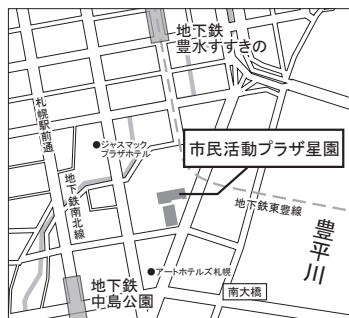 地下鉄
豊水すすきの
札幌駅前通
ジャスマック
プラザホテル
市民活動プラザ星園
地下鉄南北線
地下鉄東豊線
豊平川
アートホテルズ札幌
地下鉄
中島公園
南大橋